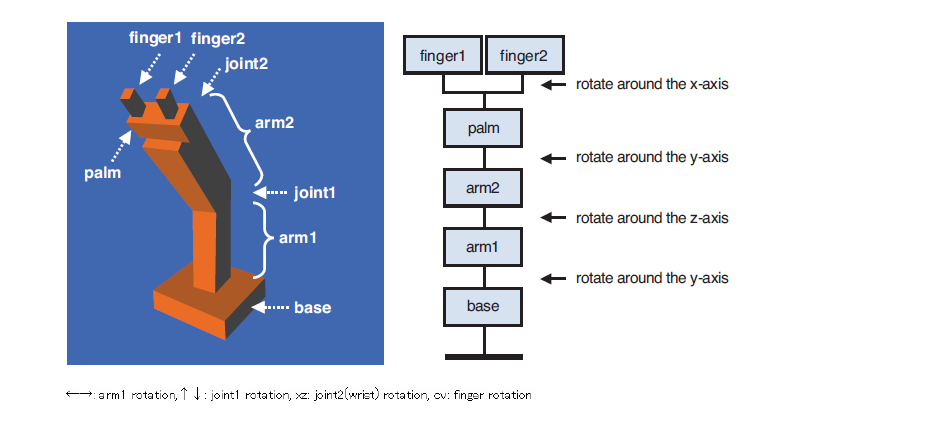 finger1 finger2
joint2
arm2
palm
joint1
arm1
base
finger1 finger2
rotate around the x-axis
palm
rotate around the y-axis
arm2
rotate around the z-axis
arm1
rotate around the y-axis
base
←→: arm1 rotation, ↑↓: joint1 rotation, xz: joint2(wrist) rotation, cv: finger rotation